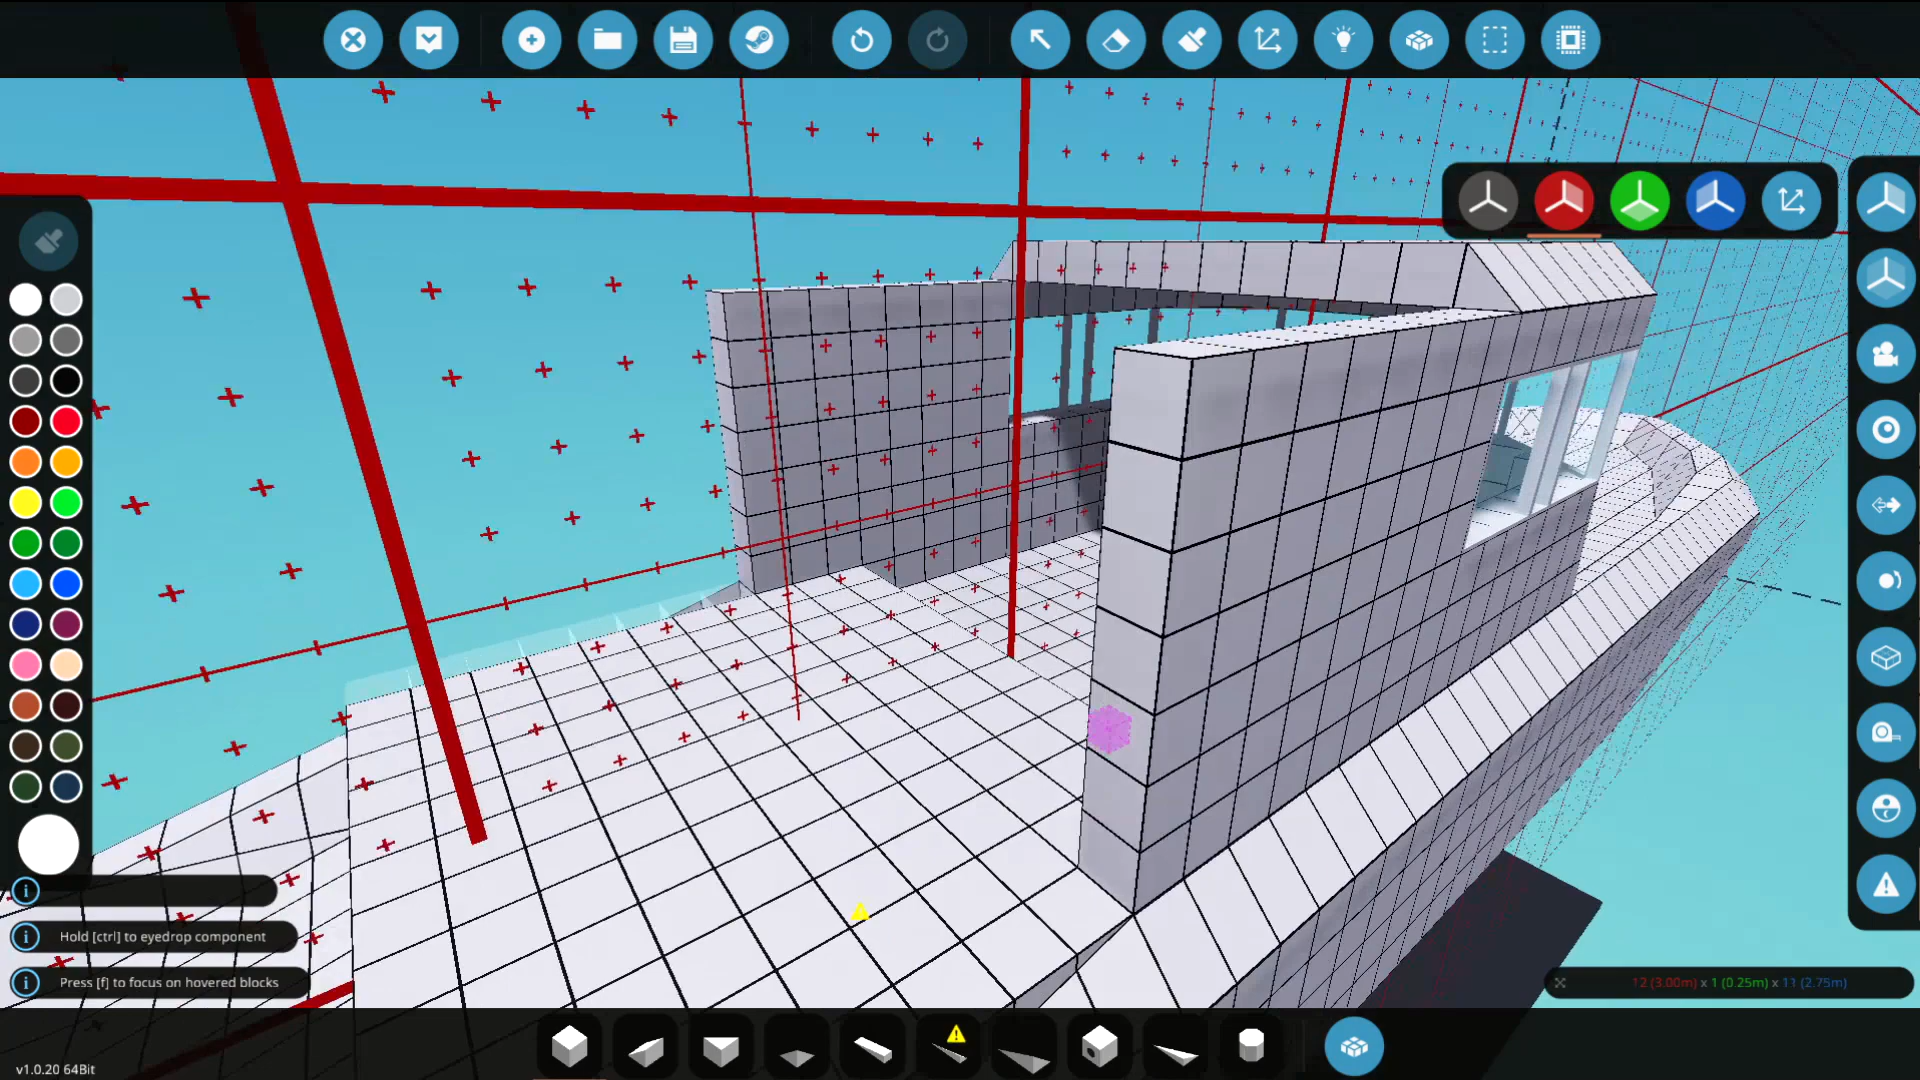 Hold [ctrl] to eyedrop component
Press [f] to focus on hovered blocks
12 (3.00m) x 1 (0.25m) x 11 (2.75m)
v1.0.20 64Bit